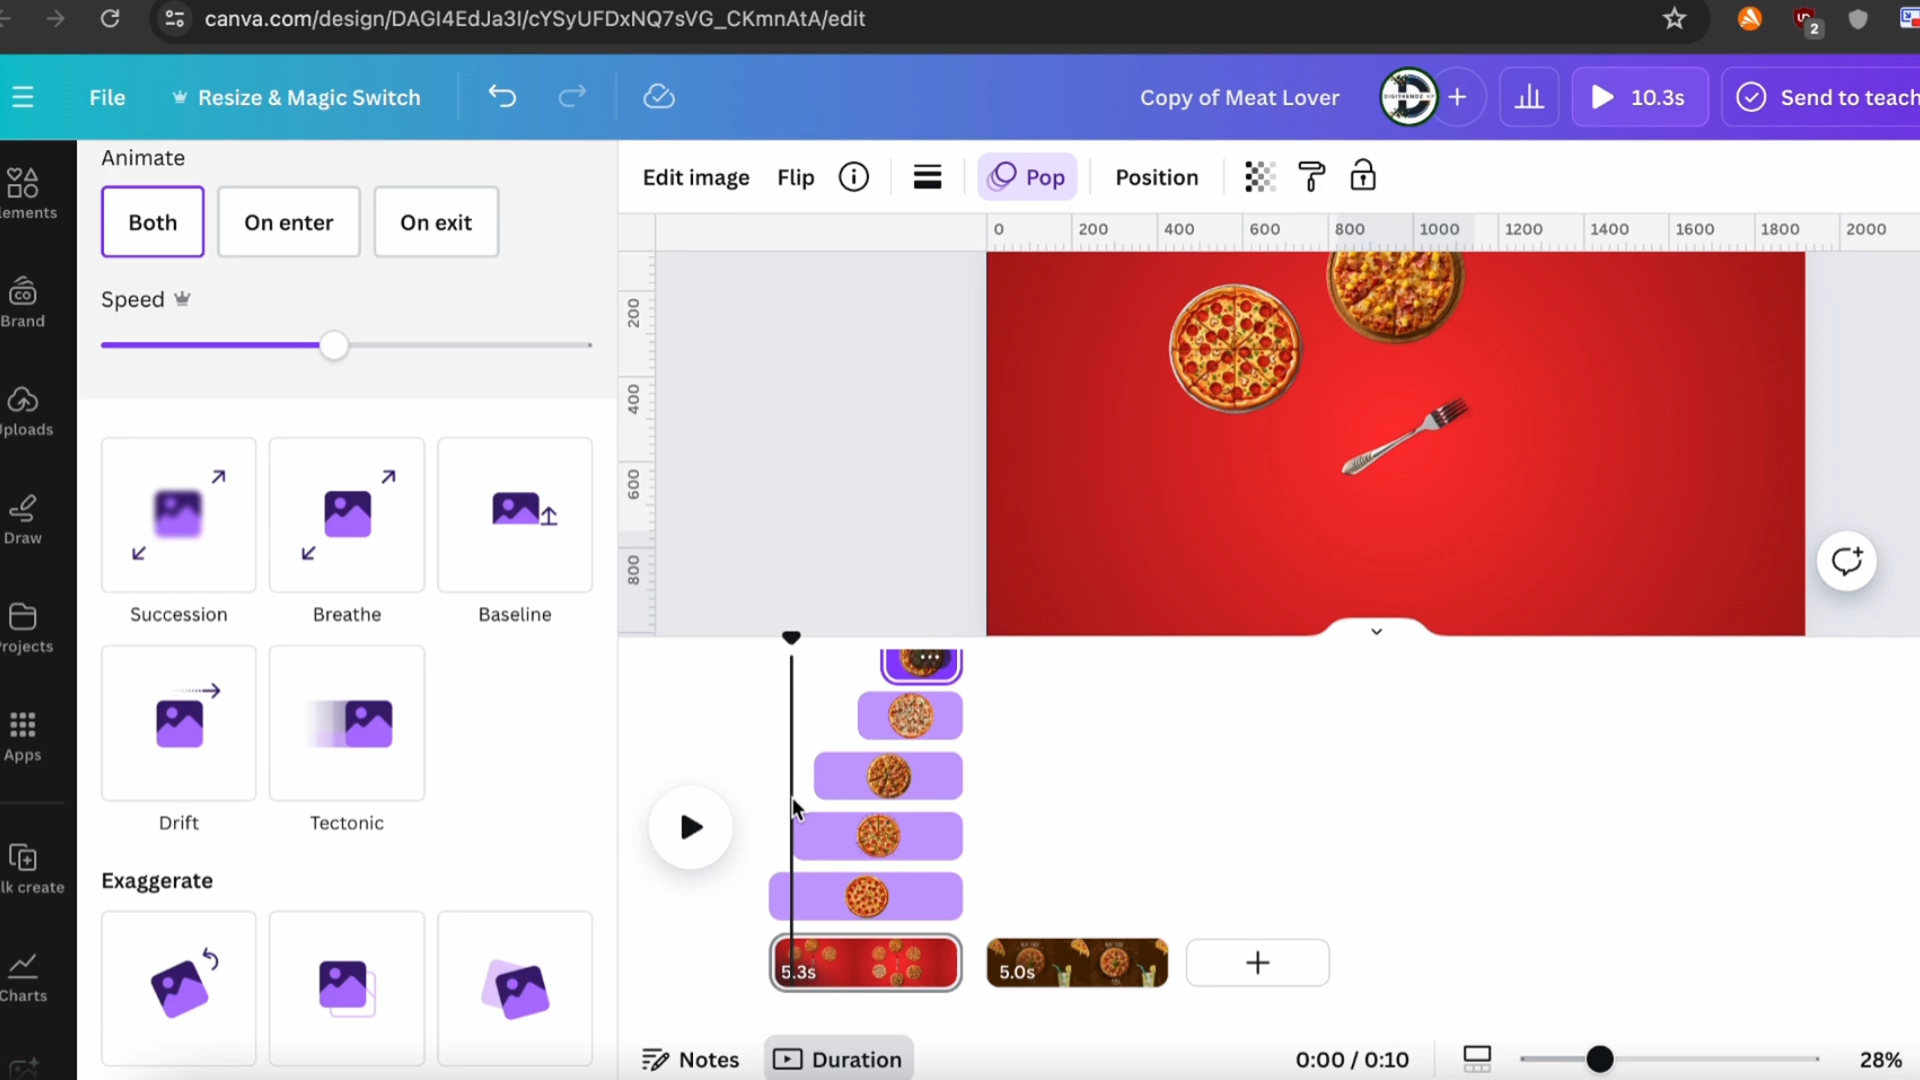 canva.com/design/DAGI4EdJa3I/cYSyUFDxNQ7sVG_CKmnAtA/edit
2
File
Resize & Magic Switch
Copy of Meat Lover
10.3s
Send to teach
Animate
Both
On enter
On exit
Speed
Edit image
Flip
Pop
Position
0 200 400 600 800 1000 1200 1400 1600 1800 2000
200
400
600
800
lements
Brand
Uploads
Draw
rojects
Apps
lk create
Charts
Succession
Breathe
Baseline
Drift
Tectonic
Exaggerate
5.3s
5.0s
Notes
Duration
0:00 / 0:10
28%